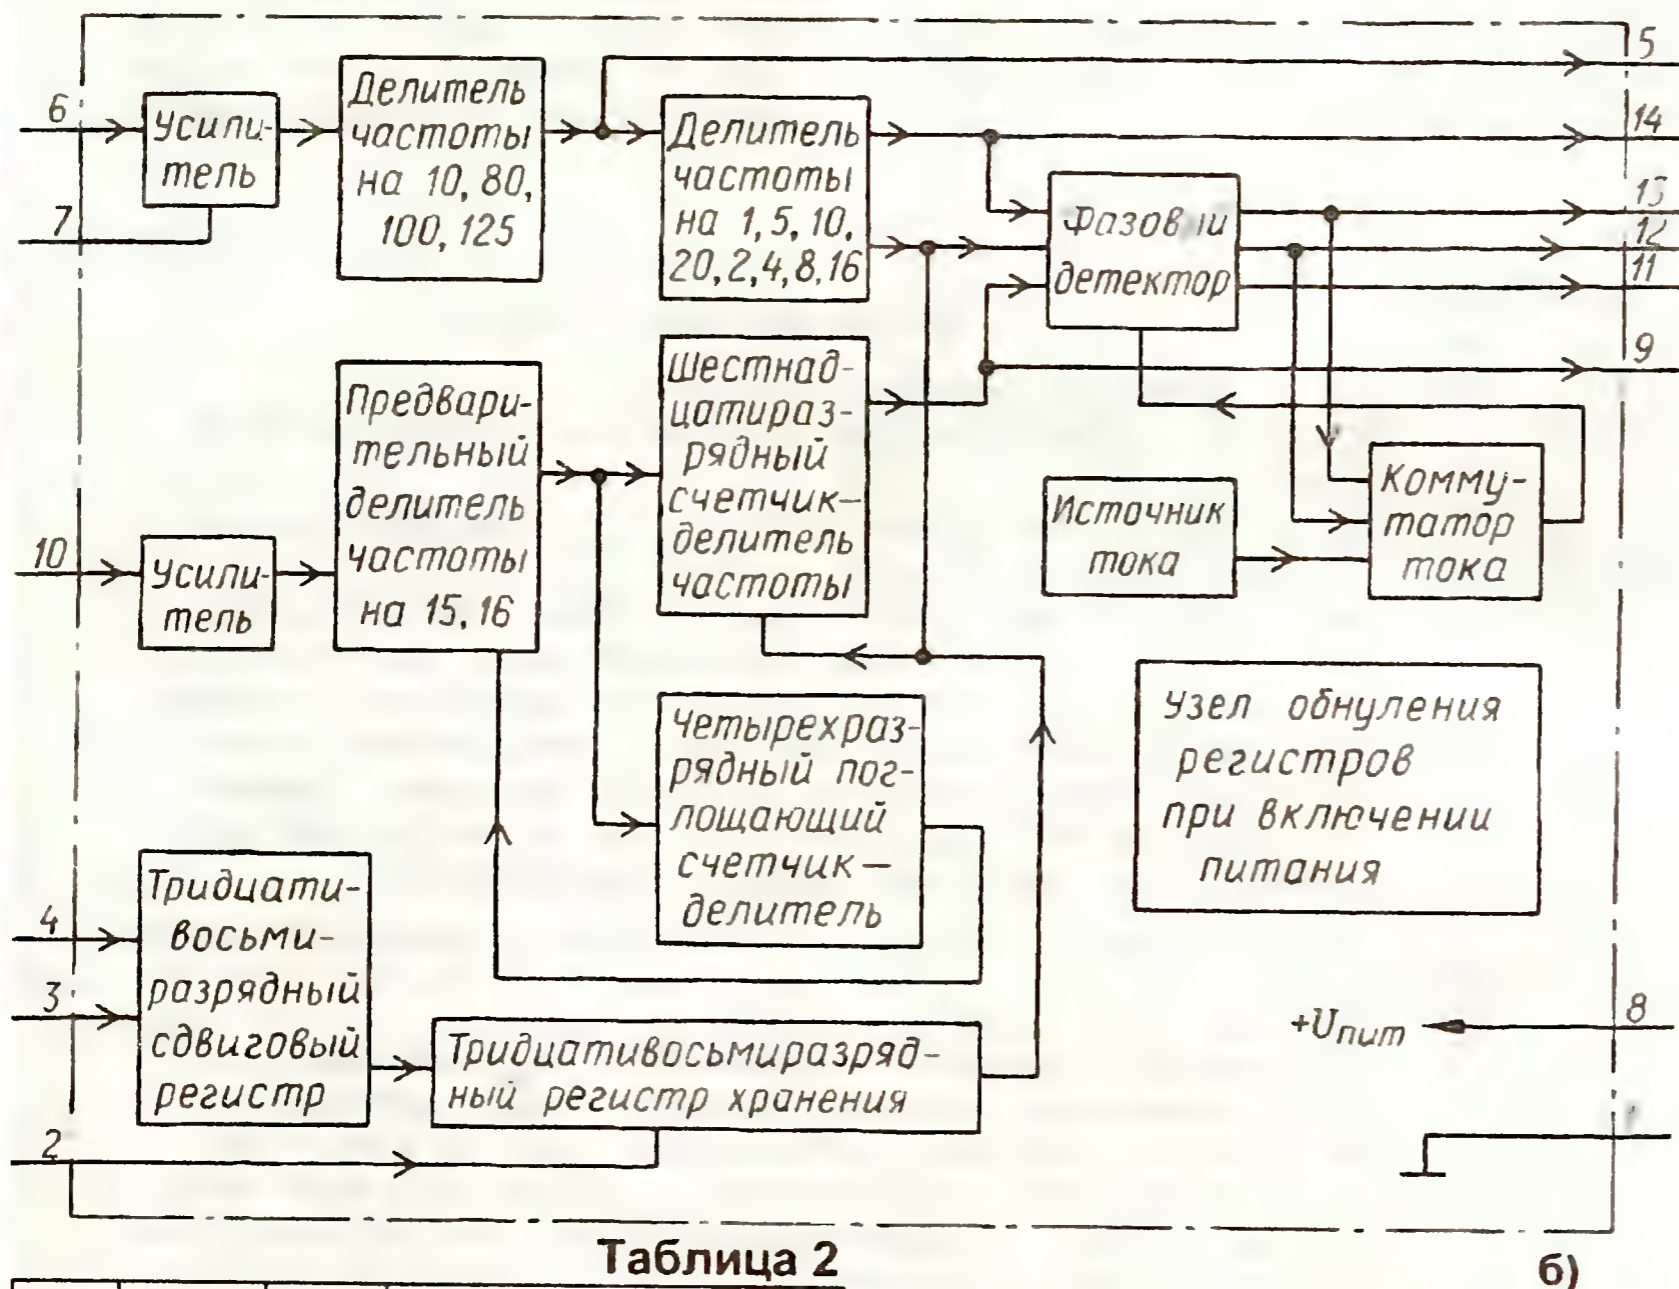 5
6
Усили-
тель
7
Делитель
частоты
на 10, 80,
100, 125
Делитель
частоты
на 1, 5, 10,
20, 2, 4, 8, 16
14
13
12
11
детектор
9
10
Усили-
тель
Предвари-
тельный
делитель
частоты
на 15, 16
Шестнад-
цатираз-
рядный
счетчик-
делитель
частоты
Источник
тока
Комму-
татор
тока
Четырехраз-
рядный пог-
лощающий
счетчик-
делитель
Узел обнуления
регистров
при включении
питания
4
3
Тридцати-
восьми-
разрядный
сдвиговый
регистр
Тридцативосьмиразряд-
ный регистр хранения
2
+Uпит
8
Таблица 2
б)